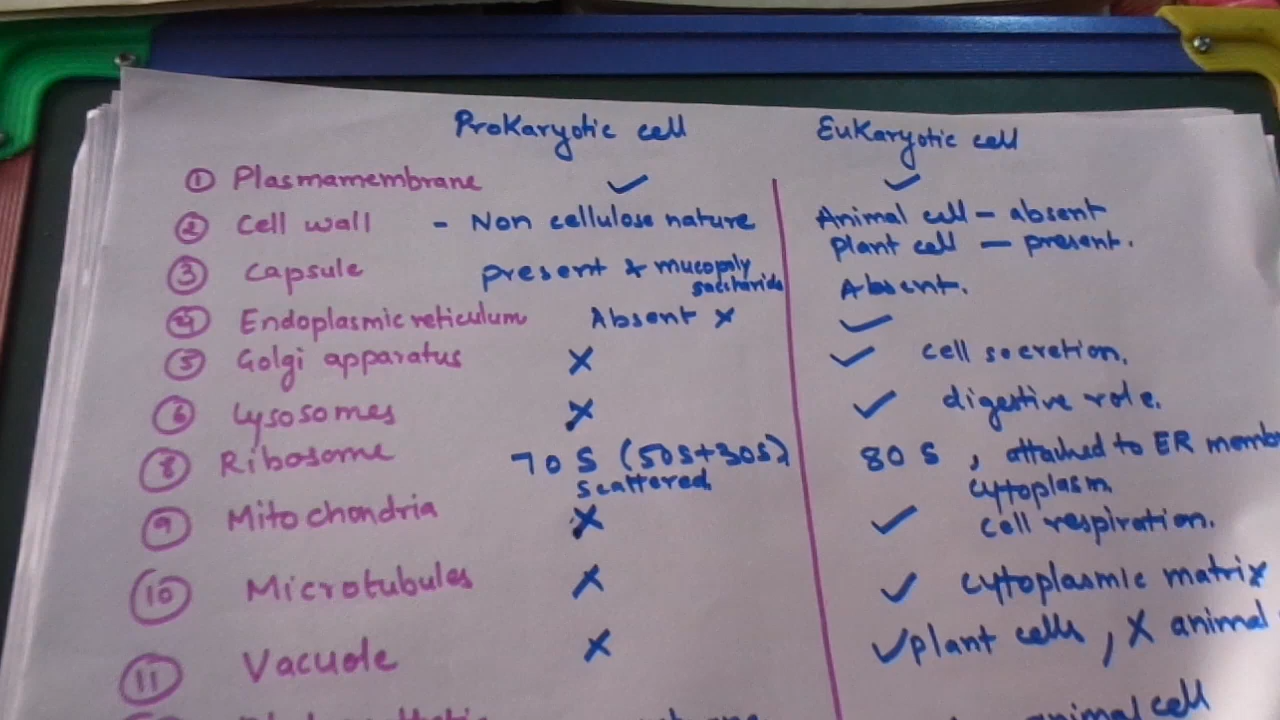 Prokaryotic cell Eukaryotic cell
① Plasmamembrane ✓ ✓
② Cell wall - Non cellulose nature Animal cell - absent
Plant cell - present.
③ Capsule present & mucopoly
saccharide Absent.
④ Endoplasmic reticulum Absent × ✓
⑤ Golgi apparatus × ✓ cell secretion.
⑥ Lysosomes × ✓ digestive role.
⑧ Ribosome 70 S (50S+30S) 80 S , attached to ER memb
scattered cytoplasm.
⑨ Mitochondria × ✓ cell respiration.
⑩ Microtubules × ✓ cytoplasmic matrix
⑪ Vacuole × ✓ plant cells , × animal
animal cell